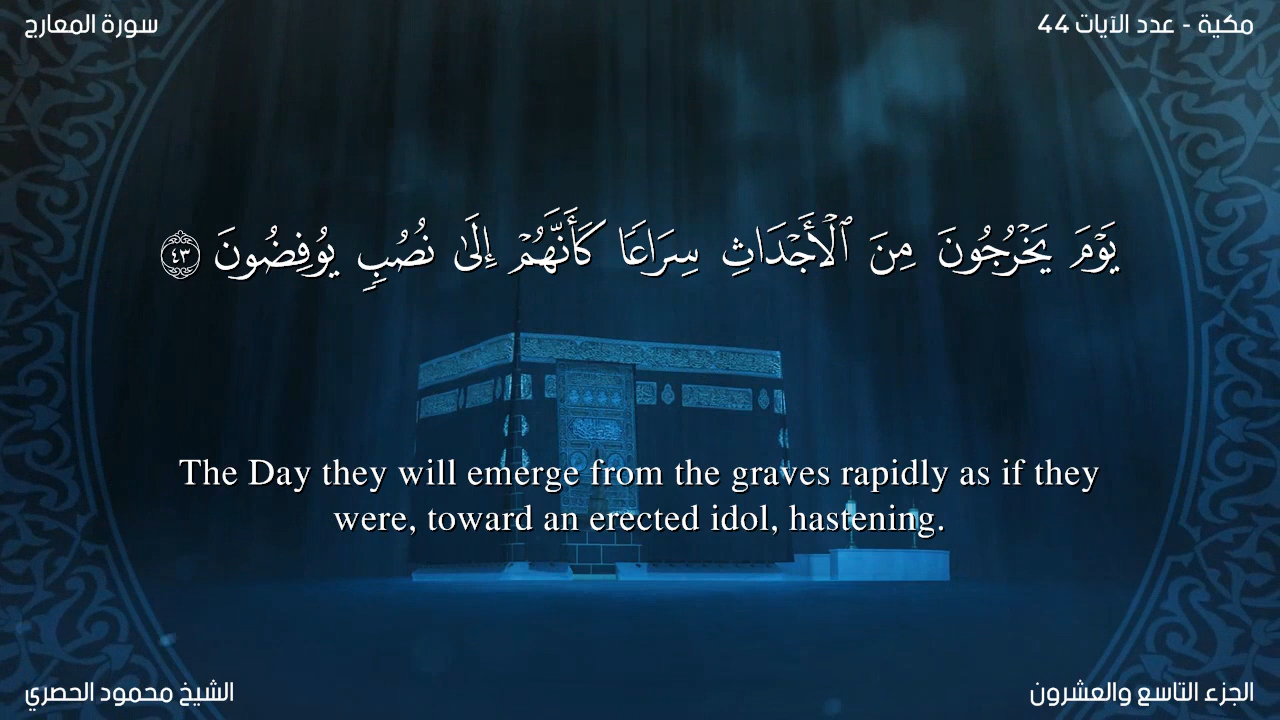 سورة المعارج
مكية - عدد الآيات 44
يَوْمَ يَخْرُجُونَ مِنَ ٱلْأَجْدَاثِ سِرَاعًا كَأَنَّهُمْ إِلَىٰ نُصُبٍ يُوفِضُونَ ٤٣
The Day they will emerge from the graves rapidly as if they
were, toward an erected idol, hastening.
الشيخ محمود الحصري
الجزء التاسع والعشرون